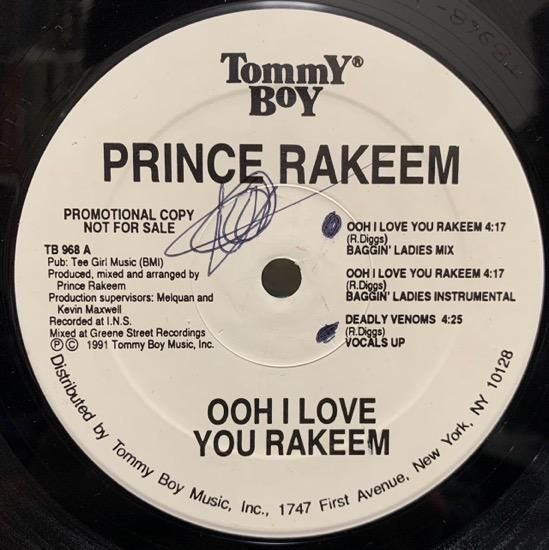 TOMMY® BOY
PRINCE RAKEEM
PROMOTIONAL COPY
NOT FOR SALE
TB 968 A
Pub: Tee Girl Music (BMI)
Produced, mixed and arranged by
Prince Rakeem
Production supervisors: Melquan and
Kevin Maxwell
Recorded at I.N.S.
Mixed at Greene Street Recordings
Ⓟ © 1991 Tommy Boy Music, Inc.
OOH I LOVE YOU RAKEEM 4:17
(R.Diggs)
BAGGIN' LADIES MIX
OOH I LOVE YOU RAKEEM 4:17
(R.Diggs)
BAGGIN' LADIES INSTRUMENTAL
DEADLY VENOMS 4:25
(R.Diggs)
VOCALS UP
OOH I LOVE
YOU RAKEEM
Distributed by Tommy Boy Music, Inc., 1747 First Avenue, New York, NY 10128